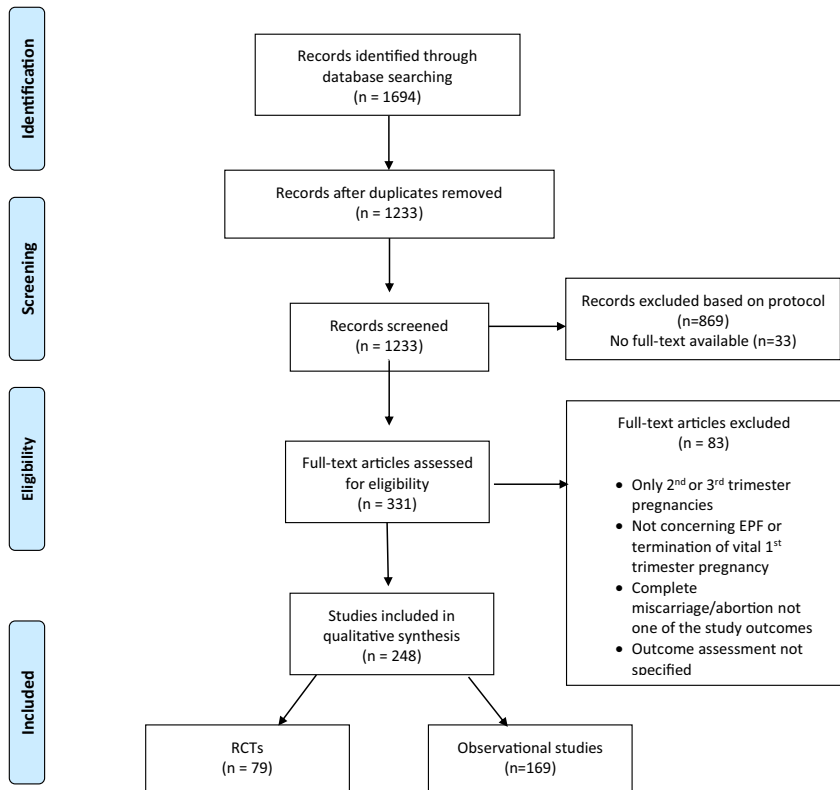 Identification
Records identified through
database searching
(n = 1694)
Records after duplicates removed
(n = 1233)
Screening
Records screened
(n = 1233)
Records excluded based on protocol
(n=869)
No full-text available (n=33)
Eligibility
Full-text articles assessed
for eligibility
(n = 331)
Full-text articles excluded
(n = 83)
• Only 2nd or 3rd trimester
pregnancies
• Not concerning EPF or
termination of vital 1st
trimester pregnancy
• Complete
miscarriage/abortion not
one of the study outcomes
• Outcome assessment not
specified
Included
Studies included in
qualitative synthesis
(n = 248)
RCTs
(n = 79)
Observational studies
(n=169)